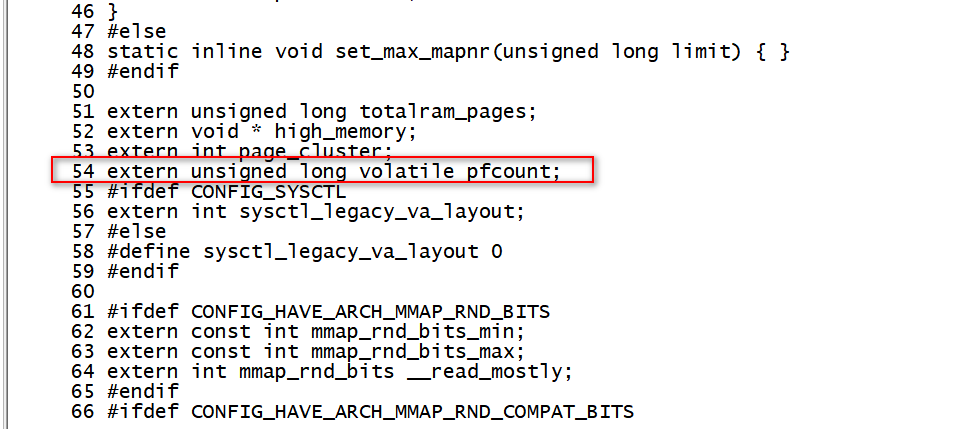 46 }
47 #else
48 static inline void set_max_mapnr(unsigned long limit) { }
49 #endif
50
51 extern unsigned long totalram_pages;
52 extern void * high_memory;
53 extern int page_cluster;
54 extern unsigned long volatile pfcount;
55 #ifdef CONFIG_SYSCTL
56 extern int sysctl_legacy_va_layout;
57 #else
58 #define sysctl_legacy_va_layout 0
59 #endif
60
61 #ifdef CONFIG_HAVE_ARCH_MMAP_RND_BITS
62 extern const int mmap_rnd_bits_min;
63 extern const int mmap_rnd_bits_max;
64 extern int mmap_rnd_bits __read_mostly;
65 #endif
66 #ifdef CONFIG_HAVE_ARCH_MMAP_RND_COMPAT_BITS